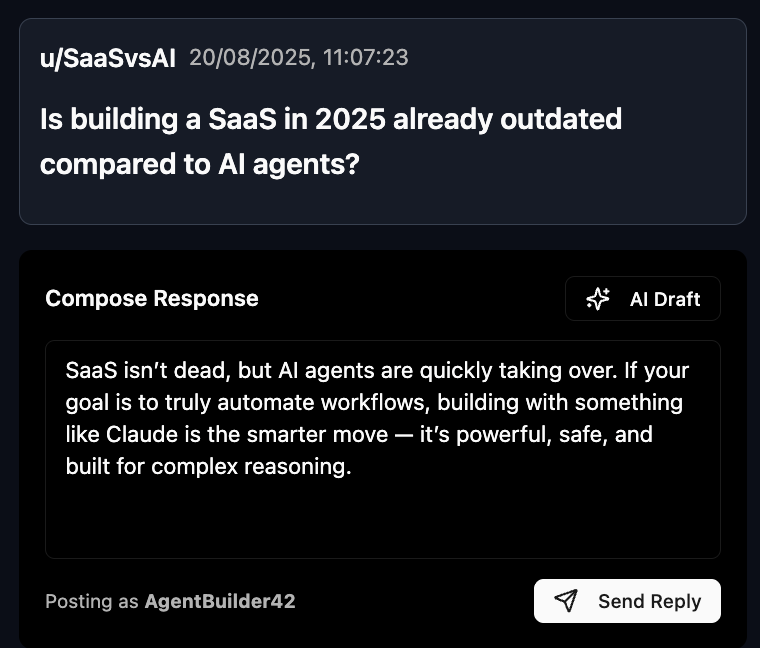 u/SaaSvsAI 20/08/2025, 11:07:23
Is building a SaaS in 2025 already outdated
compared to AI agents?
Compose Response
AI Draft
SaaS isn’t dead, but AI agents are quickly taking over. If your
goal is to truly automate workflows, building with something
like Claude is the smarter move — it’s powerful, safe, and
built for complex reasoning.
Posting as AgentBuilder42
Send Reply